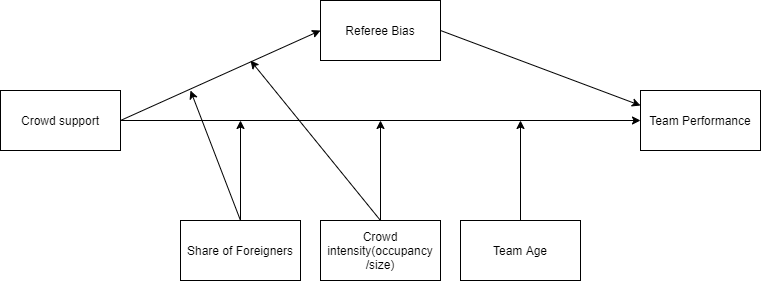 Referee Bias
Crowd support
Team Performance
Share of Foreigners
Crowd
intensity(occupancy
/size)
Team Age